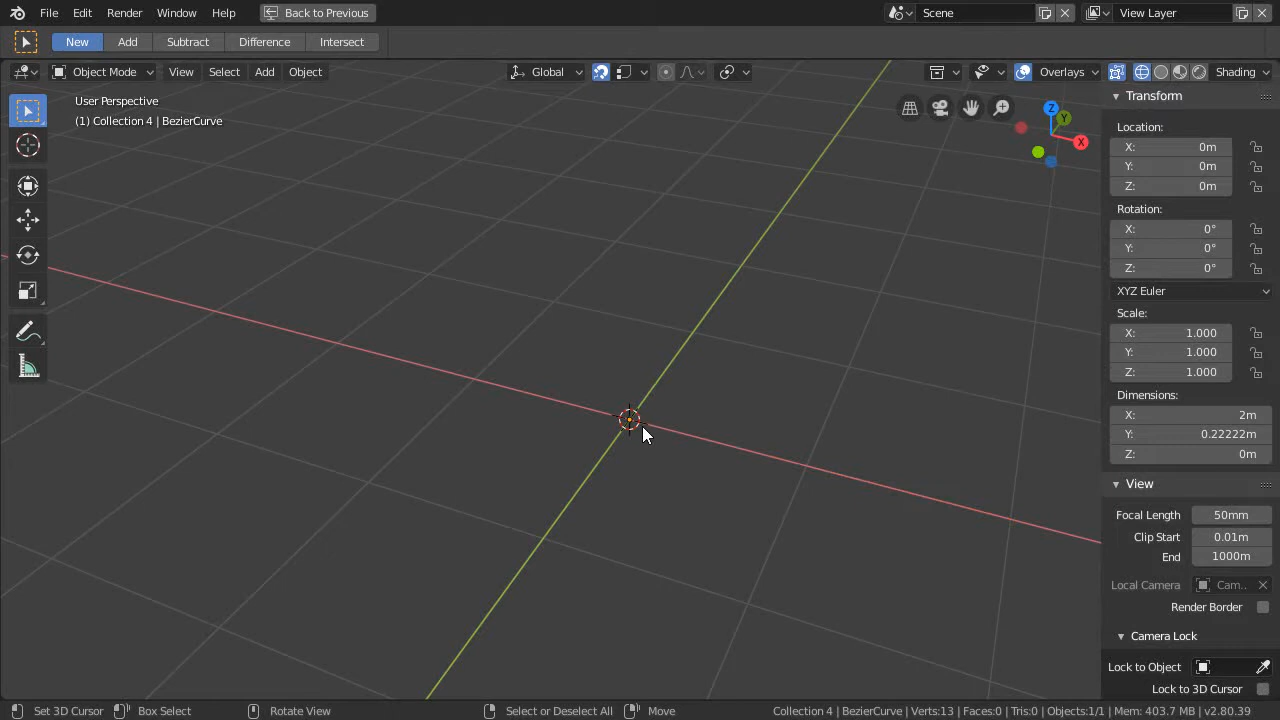 File Edit Render Window Help Back to Previous Scene View Layer
New Add Subtract Difference Intersect
Object Mode View Select Add Object Global Overlays Shading
User Perspective
(1) Collection 4 | BezierCurve
Z
Y
X
Transform
Location:
X: 0m
Y: 0m
Z: 0m
Rotation:
X: 0°
Y: 0°
Z: 0°
XYZ Euler
Scale:
X: 1.000
Y: 1.000
Z: 1.000
Dimensions:
X: 2m
Y: 0.22222m
Z: 0m
View
Focal Length 50mm
Clip Start 0.01m
End 1000m
Local Camera Cam..
Render Border
Camera Lock
Lock to Object
Lock to 3D Cursor
Set 3D Cursor Box Select Rotate View Select or Deselect All Move Collection 4 | BezierCurve | Verts:13 | Faces:0 | Tris:0 | Objects:1/1 | Mem: 403.7 MB | v2.80.39